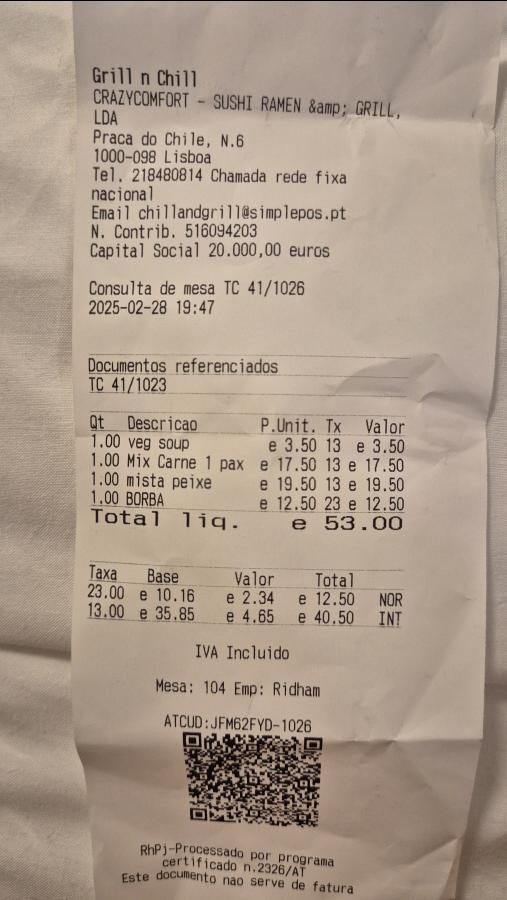 Grill n Chill
CRAZYCOMFORT - SUSHI RAMEN &amp; GRILL,
LDA
Praca do Chile, N.6
1000-098 Lisboa
Tel. 218480814 Chamada rede fixa
nacional
Email chillandgrill@simplepos.pt
N. Contrib. 516094203
Capital Social 20.000,00 euros
Consulta de mesa TC 41/1026
2025-02-28 19:47
Documentos referenciados
TC 41/1023
Qt Descricao P.Unit. Tx Valor
1.00 veg soup e 3.50 13 e 3.50
1.00 Mix Carne 1 pax e 17.50 13 e 17.50
1.00 mista peixe e 19.50 13 e 19.50
1.00 BORBA e 12.50 23 e 12.50
Total liq. e 53.00
Taxa Base Valor Total
23.00 e 10.16 e 2.34 e 12.50 NOR
13.00 e 35.85 e 4.65 e 40.50 INT
IVA Incluido
Mesa: 104 Emp: Ridham
ATCUD:JFM62FYD-1026
RhPj-Processado por programa
certificado n.2326/AT
Este documento nao serve de fatura